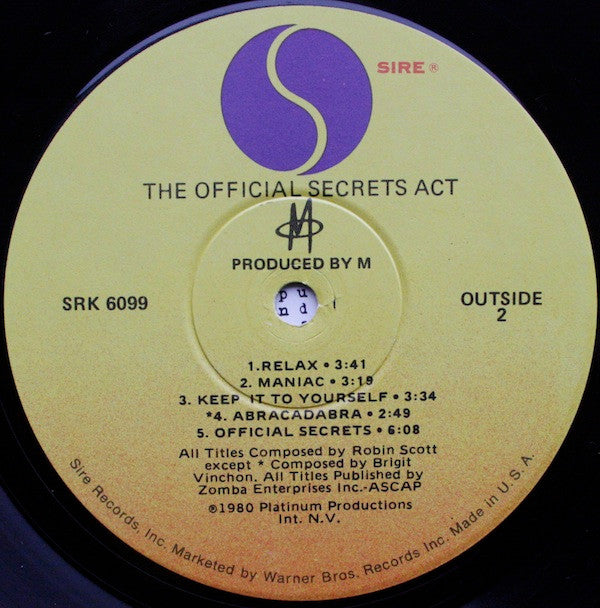 SIRE ®
THE OFFICIAL SECRETS ACT
M
PRODUCED BY M
SRK 6099
OUTSIDE
2
pu
nd
1.RELAX • 3:41
2. MANIAC • 3:19
3. KEEP IT TO YOURSELF • 3:34
*4. ABRACADABRA • 2:49
5. OFFICIAL SECRETS • 6:08
All Titles Composed by Robin Scott
except * Composed by Brigit
Vinchon. All Titles Published by
Zomba Enterprises Inc.-ASCAP
℗1980 Platinum Productions
Int. N.V.
Sire Records, Inc. Marketed by Warner Bros. Records Inc. Made in U.S.A.